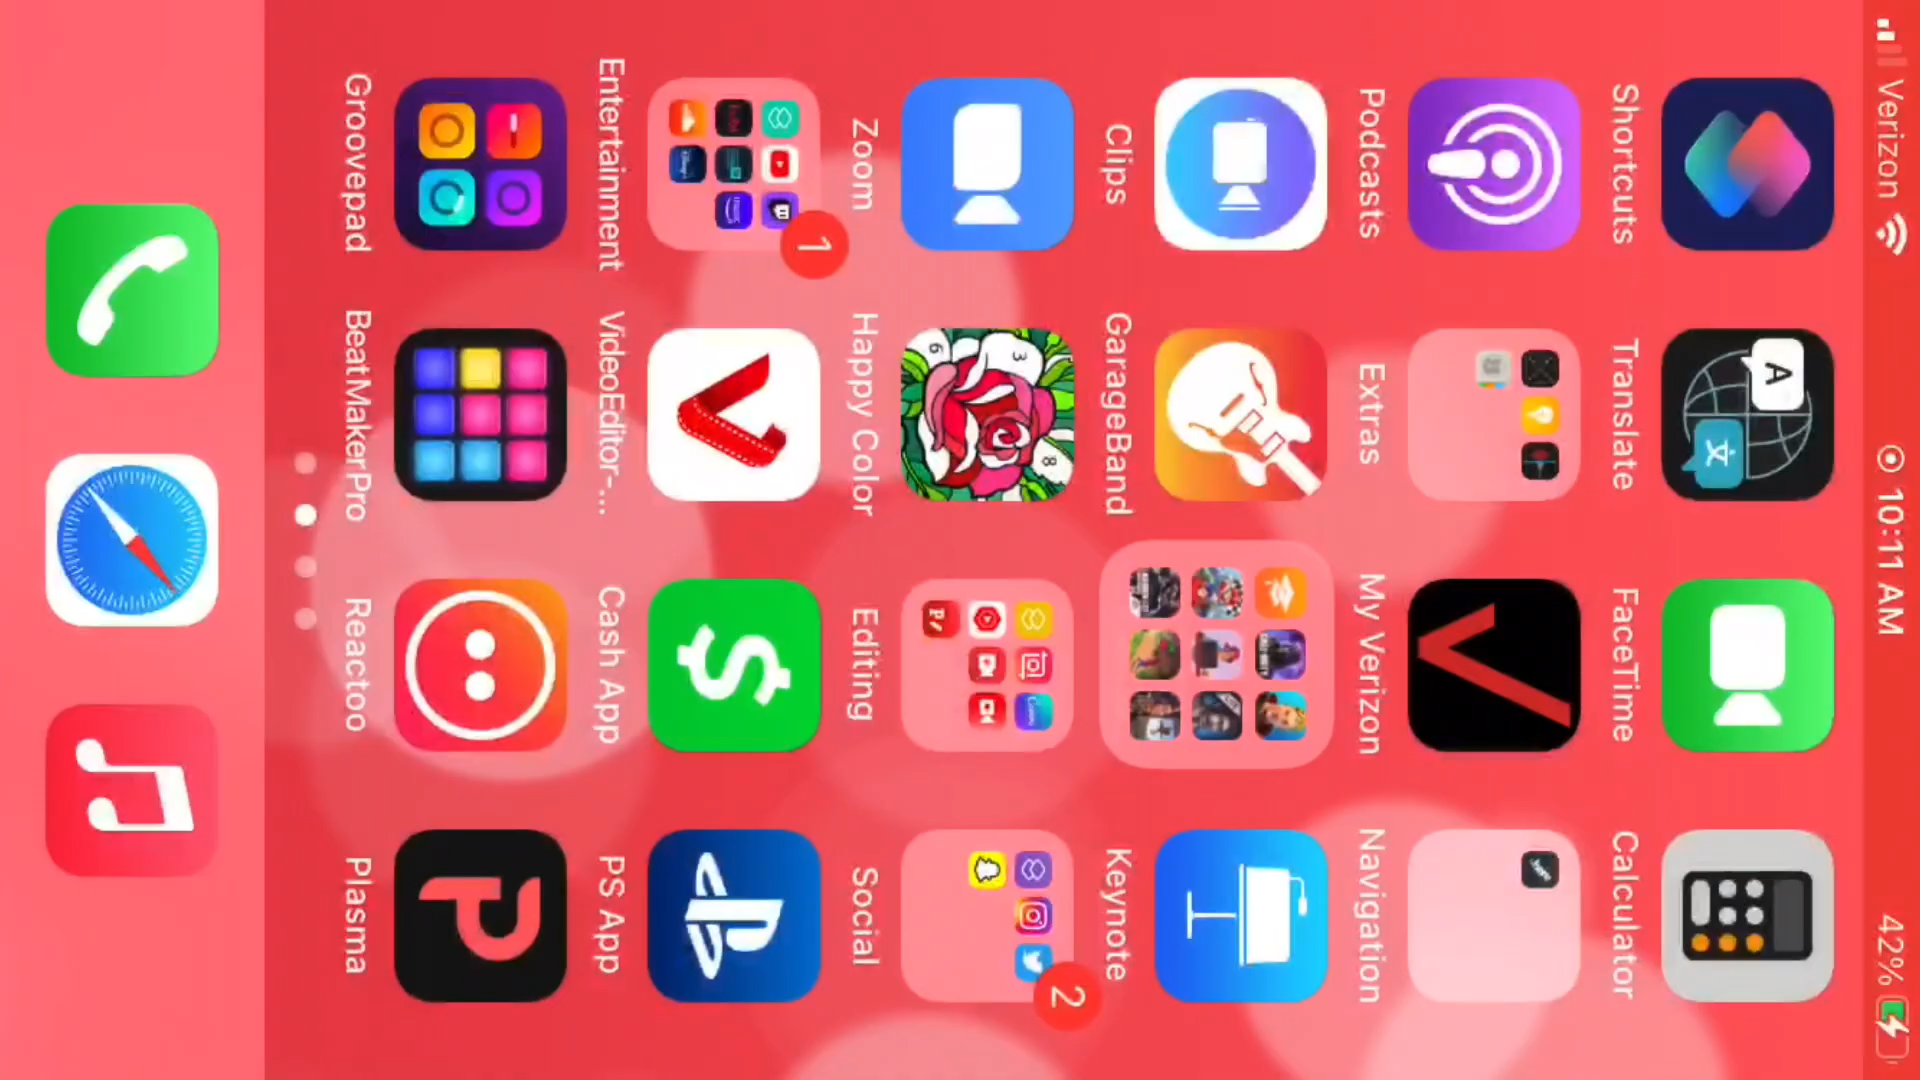 Verizon 10:11 AM 42%
Shortcuts Translate FaceTime Calculator
Podcasts Extras My Verizon Navigation
Clips GarageBand Keynote
Zoom Happy Color Editing Social
2
Entertainment VideoEditor-... Cash App PS App
1
Groovepad BeatMakerPro Reactoo Plasma